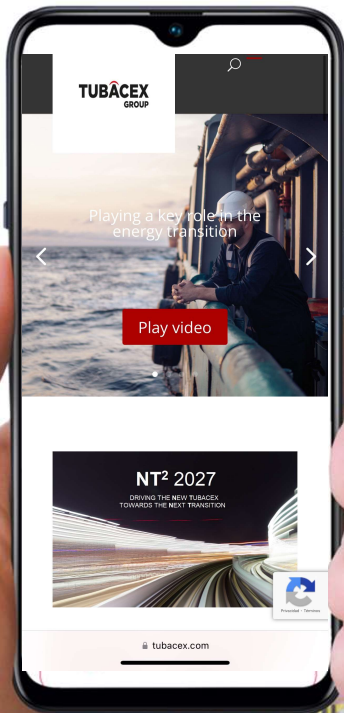 TUBACEX
GROUP
Playing a key role in the
energy transition
Play video
NT² 2027
DRIVING THE NEW TUBACEX
TOWARDS THE NEXT TRANSITION
Privacidad - Términos
tubacex.com